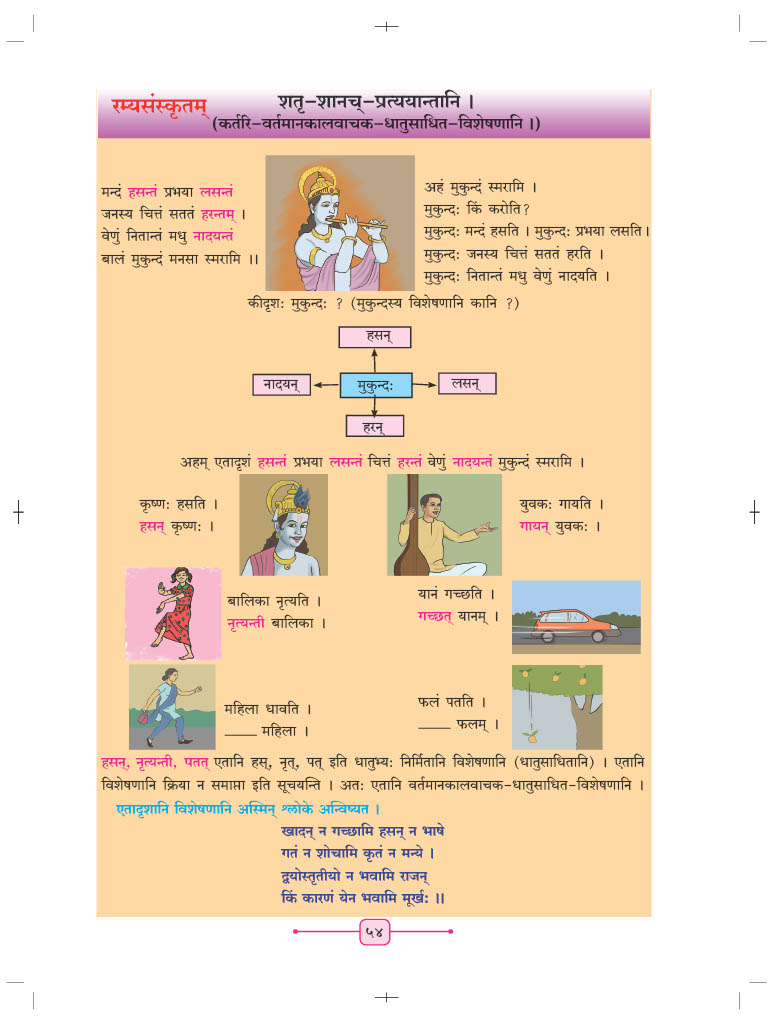 रम्यसंस्कृतम्
शतृ-शानच्-प्रत्ययान्तानि ।
(कर्तरि-वर्तमानकालवाचक-धातुसाधित-विशेषणानि ।)
मन्दं हसन्तं प्रभया लसन्तं
जनस्य चित्तं सततं हरन्तम् ।
वेणुं नितान्तं मधु नादयन्तं
बालं मुकुन्दं मनसा स्मरामि ।।
अहं मुकुन्दं स्मरामि ।
मुकुन्दः किं करोति?
मुकुन्दः मन्दं हसति । मुकुन्दः प्रभया लसति ।
मुकुन्दः जनस्य चित्तं सततं हरति ।
मुकुन्दः नितान्तं मधु वेणुं नादयति ।
कीदृशः मुकुन्दः ? (मुकुन्दस्य विशेषणानि कानि ?)
हसन्
नादयन्
मुकुन्दः
लसन्
हरन्
अहम् एतादृशं हसन्तं प्रभया लसन्तं चित्तं हरन्तं वेणुं नादयन्तं मुकुन्दं स्मरामि ।
कृष्णः हसति ।
हसन् कृष्णः ।
युवकः गायति ।
गायन् युवकः ।
बालिका नृत्यति ।
नृत्यन्ती बालिका ।
यानं गच्छति ।
गच्छत् यानम् ।
महिला धावति ।
____ महिला ।
फलं पतति ।
____ फलम् ।
हसन्, नृत्यन्ती, पतत् एतानि हस्, नृत्, पत् इति धातुभ्यः निर्मितानि विशेषणानि (धातुसाधितानि) । एतानि
विशेषणानि क्रिया न समाप्ता इति सूचयन्ति । अतः एतानि वर्तमानकालवाचक-धातुसाधित-विशेषणानि ।
एतादृशानि विशेषणानि अस्मिन् श्लोके अन्विष्यत ।
खादन् न गच्छामि हसन् न भाषे
गतं न शोचामि कृतं न मन्ये ।
द्वयोस्तृतीयो न भवामि राजन्
किं कारणं येन भवामि मूर्खः ।।
५४